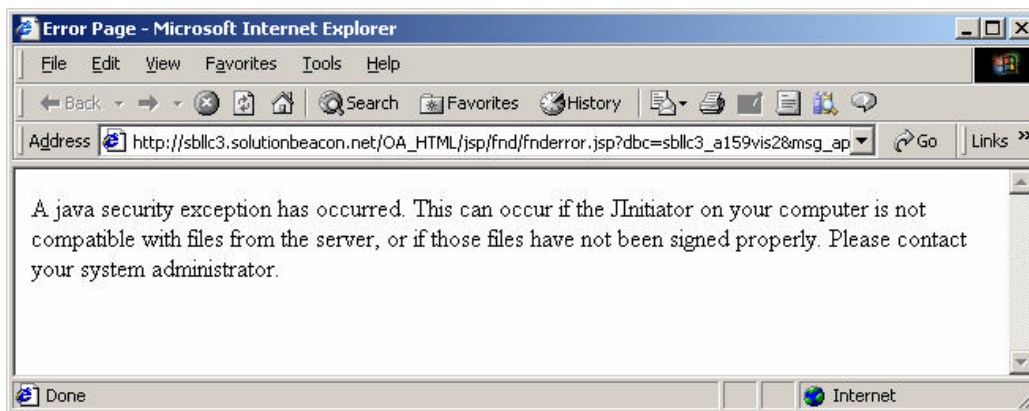 Error Page - Microsoft Internet Explorer
File Edit View Favorites Tools Help
Back Search Favorites History
Address http://sbllc3.solutionbeacon.net/OA_HTML/jsp/fnd/fnderror.jsp?dbc=sbllc3_a159vis2&msg_ap Go Links »
A java security exception has occurred. This can occur if the JInitiator on your computer is not
compatible with files from the server, or if those files have not been signed properly. Please contact
your system administrator.
Done Internet